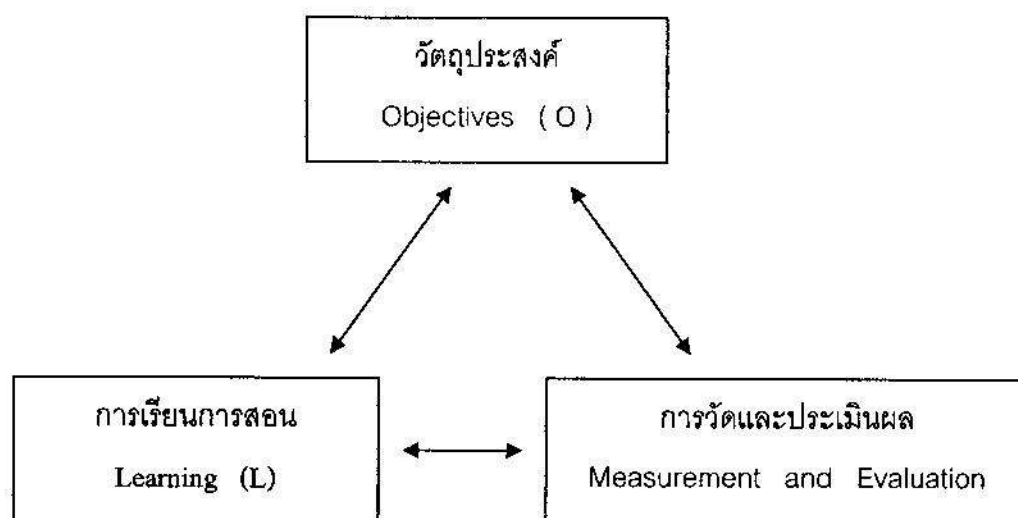 วัตถุประสงค์
Objectives ( O )
การเรียนการสอน
Learning (L)
การวัดและประเมินผล
Measurement and Evaluation